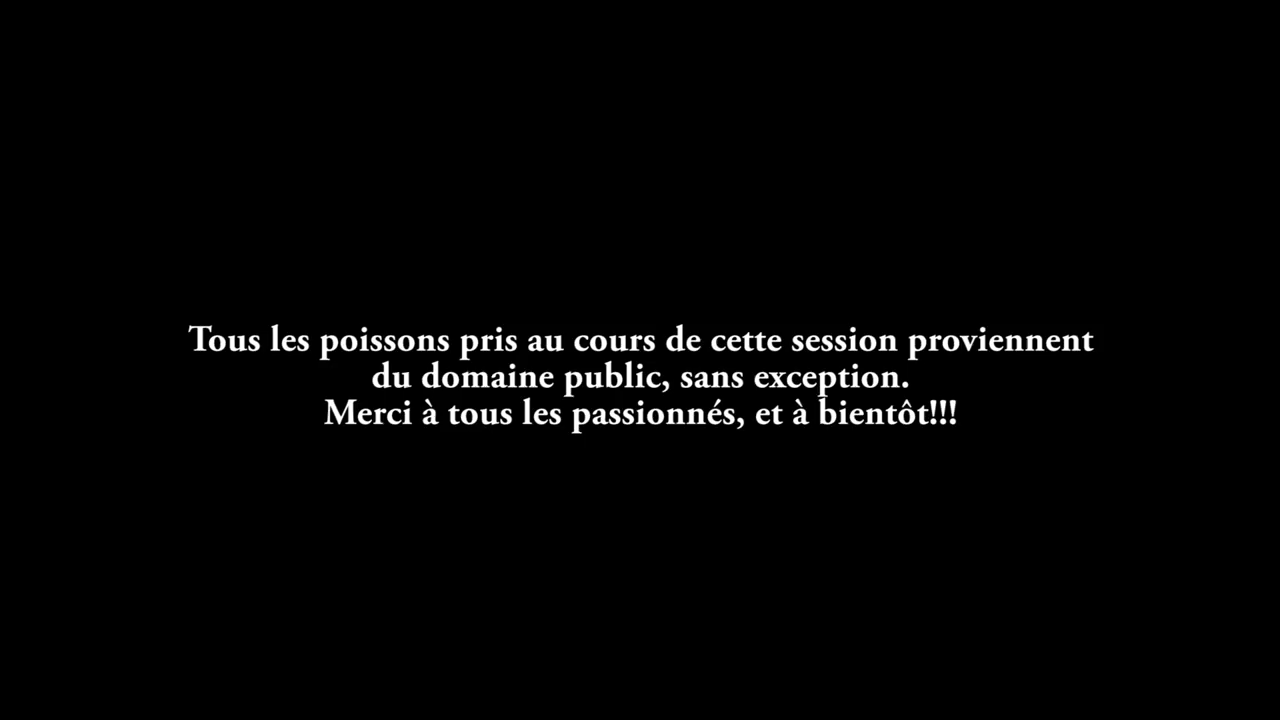 Tous les poissons pris au cours de cette session proviennent
du domaine public, sans exception.
Merci à tous les passionnés, et à bientôt!!!